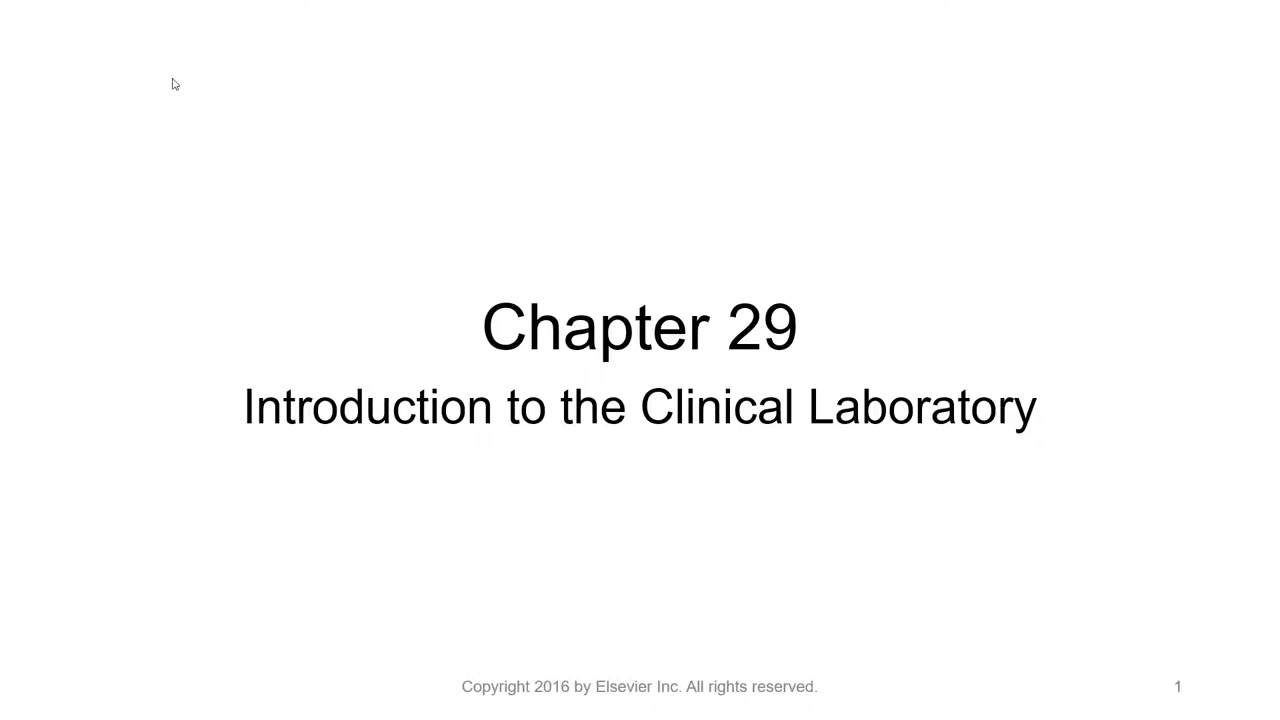 Chapter 29
Introduction to the Clinical Laboratory
Copyright 2016 by Elsevier Inc. All rights reserved.
1